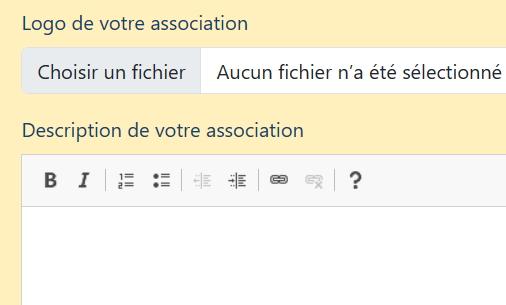 Logo de votre association
Choisir un fichier Aucun fichier n’a été sélectionné
Description de votre association
B I ?